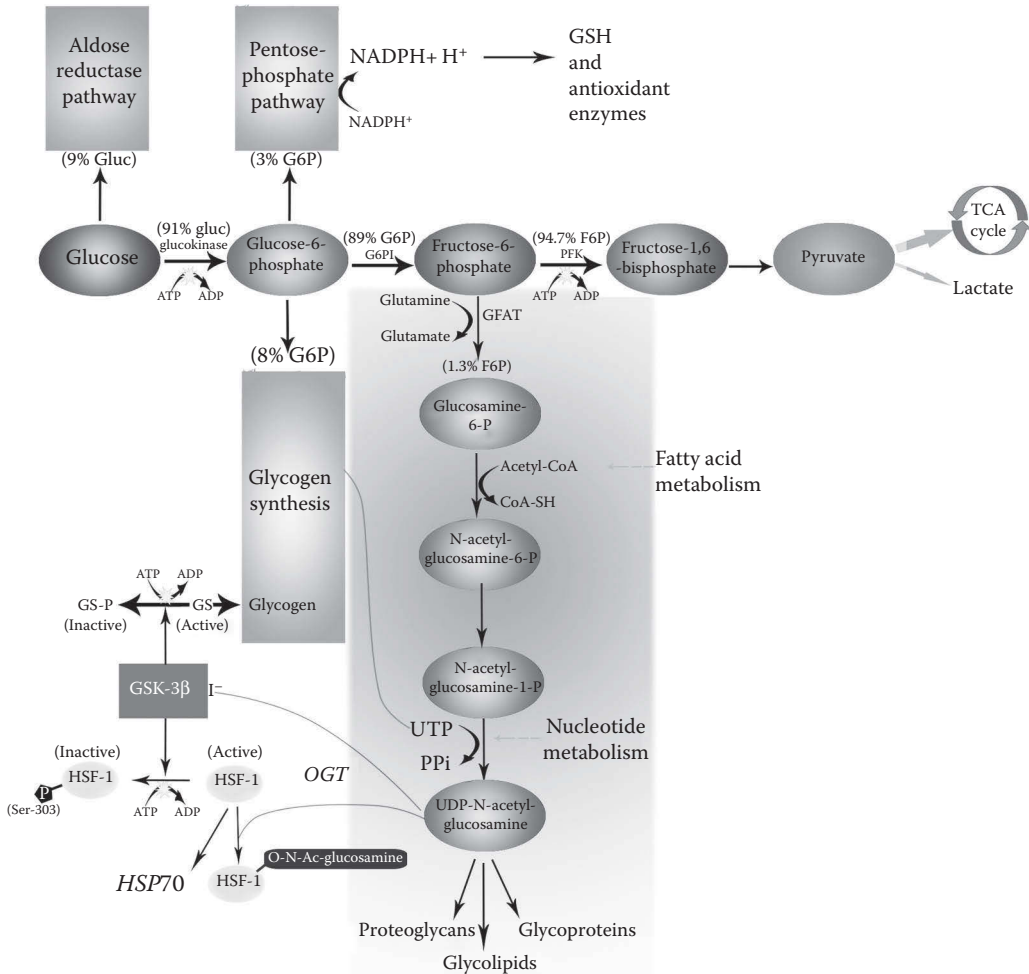 Aldose
reductase
pathway
Pentose-
phosphate
pathway
NADPH+ H⁺
NADPH⁺
GSH
and
antioxidant
enzymes
(9% Gluc)
(3% G6P)
Glucose
(91% gluc)
glucokinase
ATP
ADP
Glucose-6-
phosphate
(89% G6P)
G6PI
Fructose-6-
phosphate
(94.7% F6P)
PFK
ATP
ADP
Fructose-1,6
-bisphosphate
Pyruvate
TCA
cycle
Lactate
Glutamine
Glutamate
GFAT
(8% G6P)
(1.3% F6P)
Glucosamine-
6-P
Glycogen
synthesis
Acetyl-CoA
CoA-SH
Fatty acid
metabolism
N-acetyl-
glucosamine-6-P
ATP
ADP
GS-P
(Inactive)
GS
(Active)
Glycogen
N-acetyl-
glucosamine-1-P
GSK-3β
I⁻
UTP
PPi
Nucleotide
metabolism
(Inactive)
HSF-1
P
(Ser-303)
ATP
ADP
(Active)
HSF-1
OGT
UDP-N-acetyl-
glucosamine
HSP70
HSF-1
O-N-Ac-glucosamine
Proteoglycans
Glycoproteins
Glycolipids